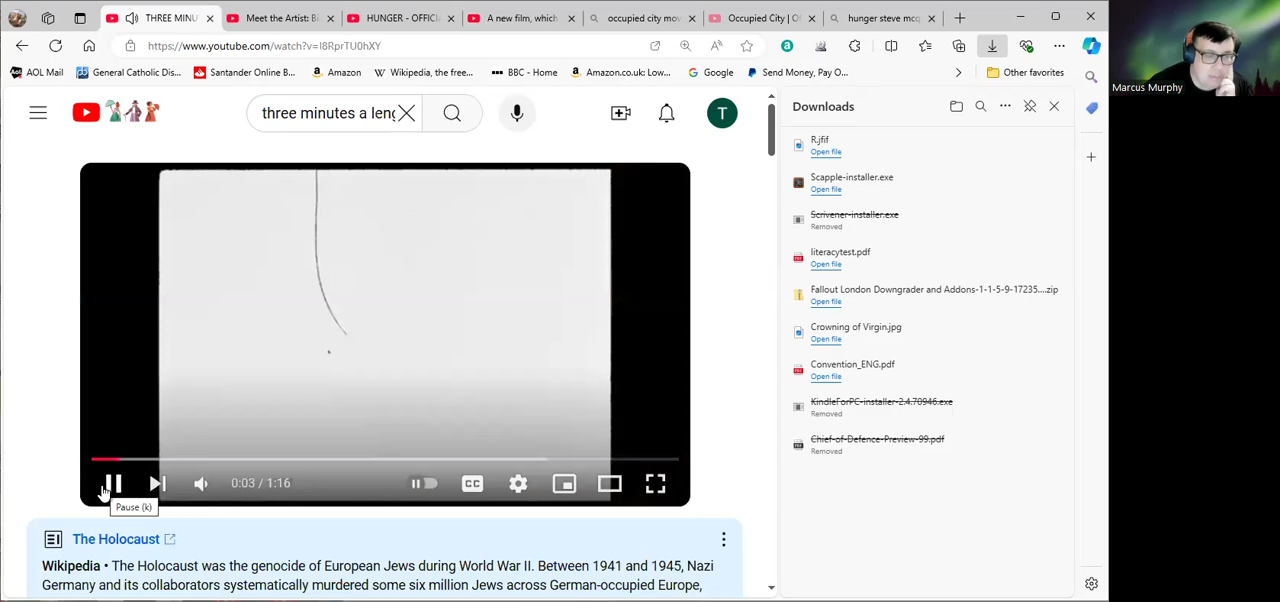 THREE MINU
Meet the Artist: B
HUNGER - OFFICI
A new film, which
occupied city mov
Occupied City | O
hunger steve mcq
https://www.youtube.com/watch?v=I8RprTU0hXY
AOL Mail
General Catholic Dis...
Santander Online B...
Amazon
Wikipedia, the free...
BBC - Home
Amazon.co.uk: Low...
Google
Send Money, Pay O...
Other favorites
Marcus Murphy
three minutes a leng
T
Downloads
R.jfif
Open file
Scapple-installer.exe
Open file
Scrivener-installer.exe
Removed
literacytest.pdf
Open file
Fallout London Downgrader and Addons-1-1-5-9-17235....zip
Open file
Crowning of Virgin.jpg
Open file
Convention_ENG.pdf
Open file
KindleForPC-installer-2.4.70946.exe
Removed
Chief-of-Defence-Preview-99.pdf
Removed
0:03 / 1:16
CC
Pause (k)
The Holocaust
Wikipedia • The Holocaust was the genocide of European Jews during World War II. Between 1941 and 1945, Nazi
Germany and its collaborators systematically murdered some six million Jews across German-occupied Europe,